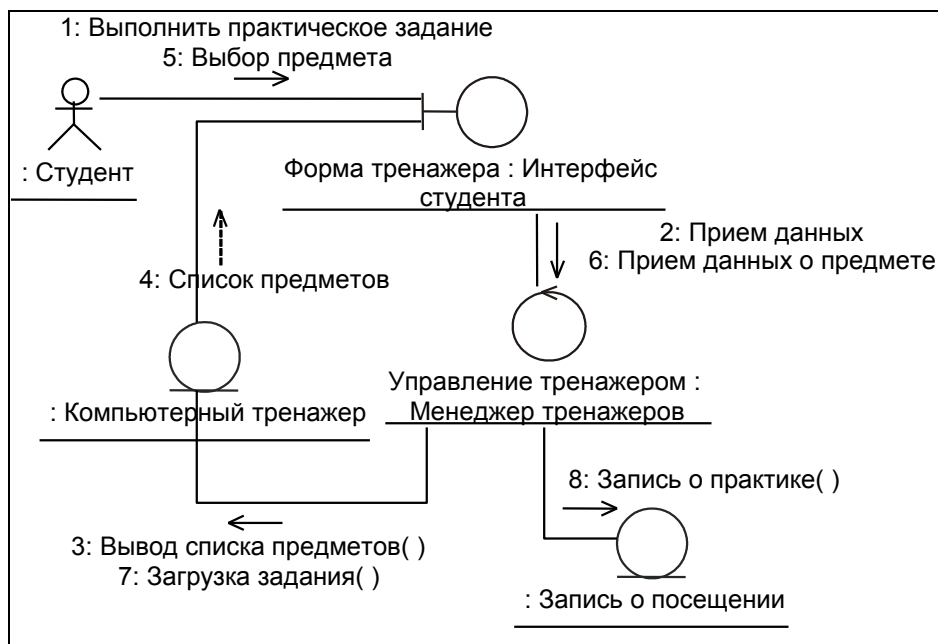 1: Выполнить практическое задание
5: Выбор предмета
: Студент
Форма тренажера : Интерфейс
студента
2: Прием данных
6: Прием данных о предмете
4: Список предметов
: Компьютерный тренажер
Управление тренажером :
Менеджер тренажеров
8: Запись о практике( )
3: Вывод списка предметов( )
7: Загрузка задания( )
: Запись о посещении